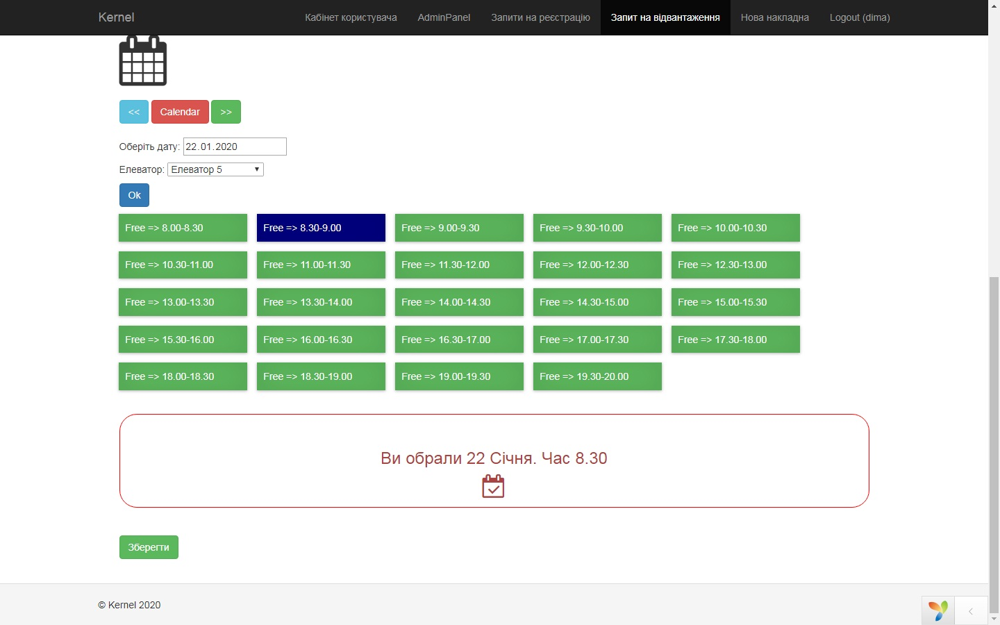 Kernel Кабінет користувача AdminPanel Запити на реєстрацію Запит на відвантаження Нова накладна Logout (dima)
<< Calendar >>
Оберіть дату: 22.01.2020
Елеватор: Елеватор 5
Ok
Free => 8.00-8.30 Free => 8.30-9.00 Free => 9.00-9.30 Free => 9.30-10.00 Free => 10.00-10.30
Free => 10.30-11.00 Free => 11.00-11.30 Free => 11.30-12.00 Free => 12.00-12.30 Free => 12.30-13.00
Free => 13.00-13.30 Free => 13.30-14.00 Free => 14.00-14.30 Free => 14.30-15.00 Free => 15.00-15.30
Free => 15.30-16.00 Free => 16.00-16.30 Free => 16.30-17.00 Free => 17.00-17.30 Free => 17.30-18.00
Free => 18.00-18.30 Free => 18.30-19.00 Free => 19.00-19.30 Free => 19.30-20.00
Ви обрали 22 Січня. Час 8.30
Зберегти
© Kernel 2020